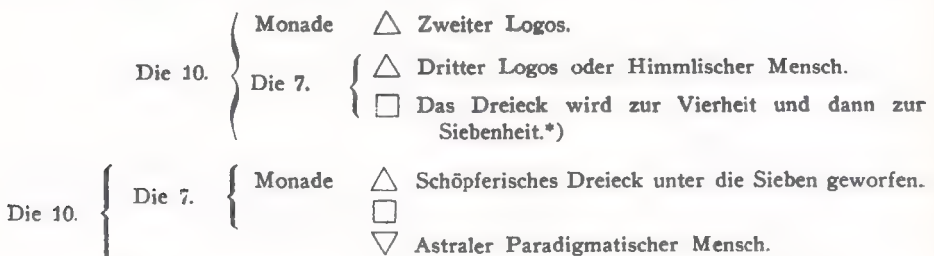 Monade △ Zweiter Logos.
Die 10. Die 7. △ Dritter Logos oder Himmlischer Mensch.
□ Das Dreieck wird zur Vierheit und dann zur
Siebenheit.*)
Die 10. Die 7. Monade △ Schöpferisches Dreieck unter die Sieben geworfen.
□
▽ Astraler Paradigmatischer Mensch.